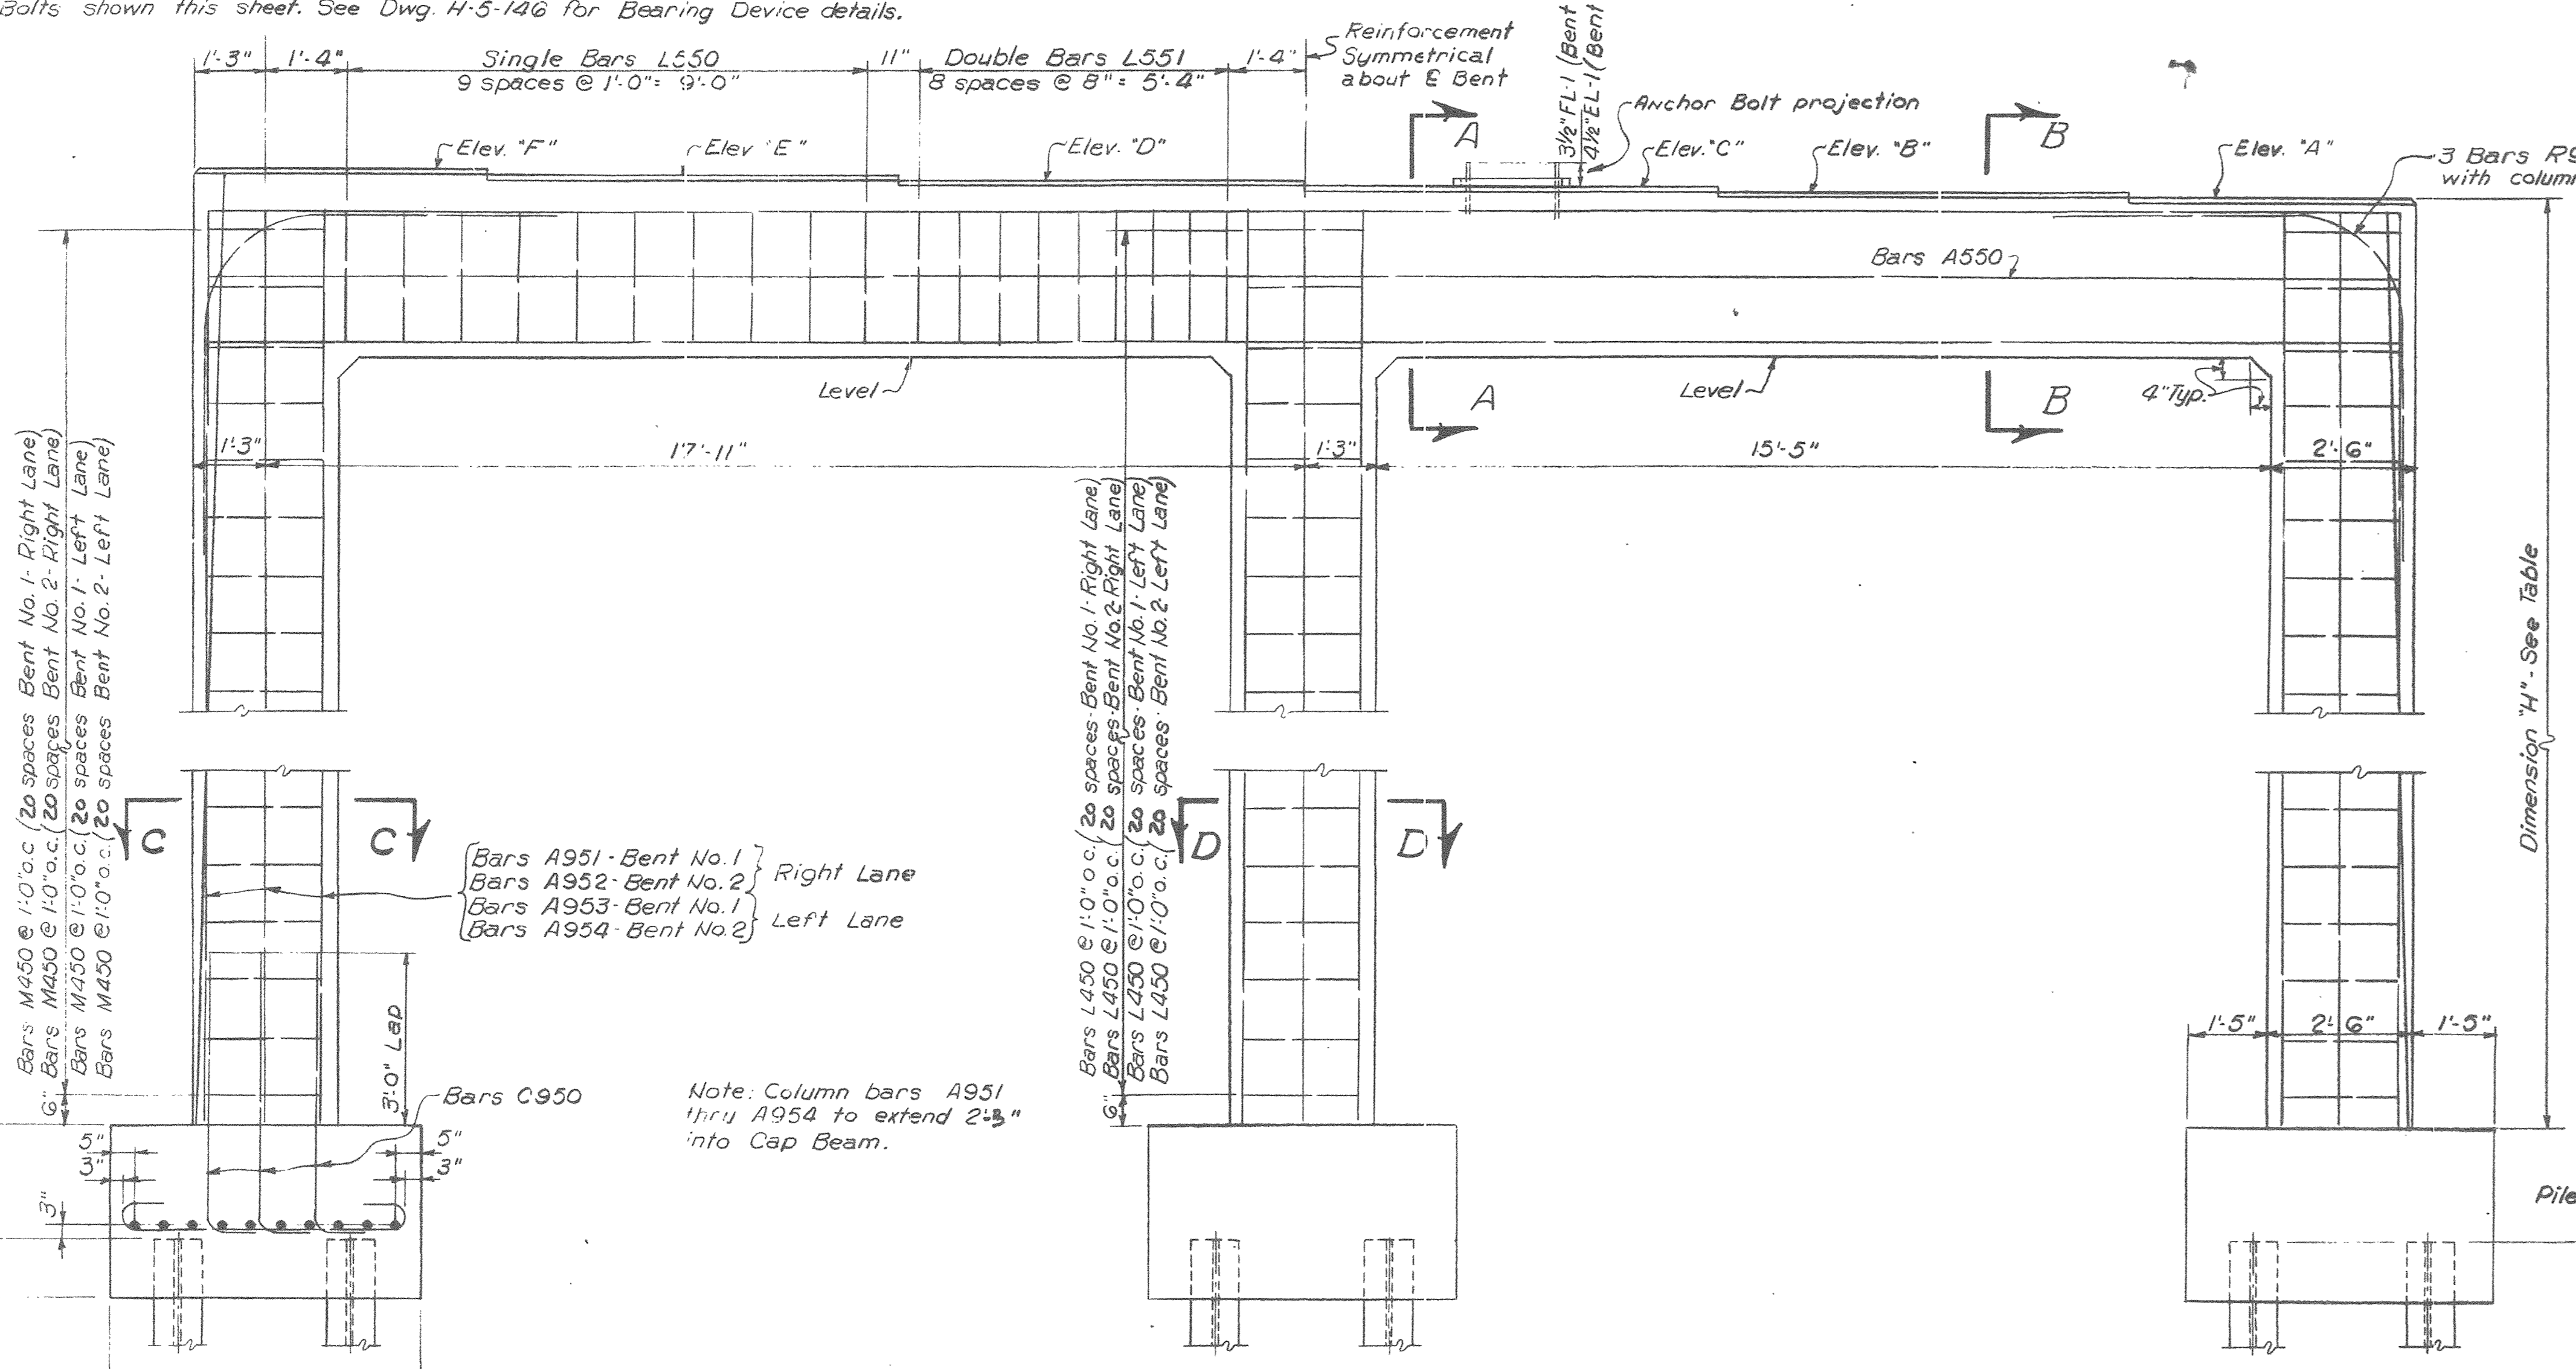 Bolts shown this sheet. See Dwg. H-5-146 for Bearing Device details.
1'-3"
1'-4"
Single Bars L550
9 spaces @ 1'-0" = 9'-0"
11"
Double Bars L551
8 spaces @ 8" = 5'-4"
1'-4"
Reinforcement
Symmetrical
about ℄ Bent
3½" FL-1 (Bent
4½" EL-1 (Bent
Anchor Bolt projection
A
B
Elev. "F"
Elev "E"
Elev. "D"
Elev. "C"
Elev. "B"
Elev. "A"
3 Bars R9
with column
Bars A550
Level
A
Level
B
4" Typ.
1'-3"
17'-11"
1'-3"
15'-5"
2'-6"
Bars M450 @ 1'-0" o.c. (20 spaces Bent No. 1- Right Lane)
Bars M450 @ 1'-0" o.c. (20 spaces Bent No. 2- Right Lane)
Bars M450 @ 1'-0" o.c. (20 spaces Bent No. 1- Left Lane)
Bars M450 @ 1'-0" o.c. (20 spaces Bent No. 2- Left Lane)
Bars L450 @ 1'-0" o.c. (20 spaces-Bent No. 1- Right Lane)
Bars L450 @ 1'-0" o.c. (20 spaces-Bent No. 2-Right Lane)
Bars L450 @ 1'-0" o.c. (20 spaces-Bent No. 1- Left Lane)
Bars L450 @ 1'-0" o.c. (20 spaces-Bent No. 2-Left Lane)
Dimension "H"- See Table
C
C
D
D
Bars A951-Bent No. 1
Bars A952-Bent No. 2
Right Lane
Bars A953-Bent No. 1
Bars A954-Bent No. 2
Left Lane
3'-0" Lap
1'-5"
2'-6"
1'-5"
6"
Bars C950
Note: Column bars A951
thru A954 to extend 2'-3"
into Cap Beam.
6"
5"
3"
5"
3"
3"
Pile